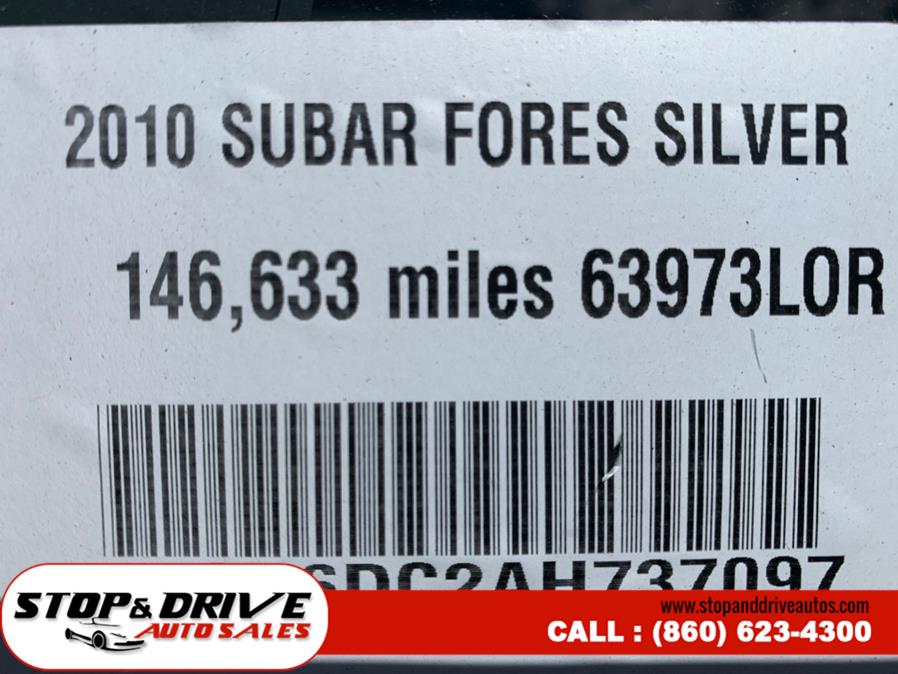 2010 SUBAR FORES SILVER
146,633 miles 63973LOR
6DC2AH737097
STOP & DRIVE
AUTO SALES
www.stopanddriveautos.com
CALL : (860) 623-4300